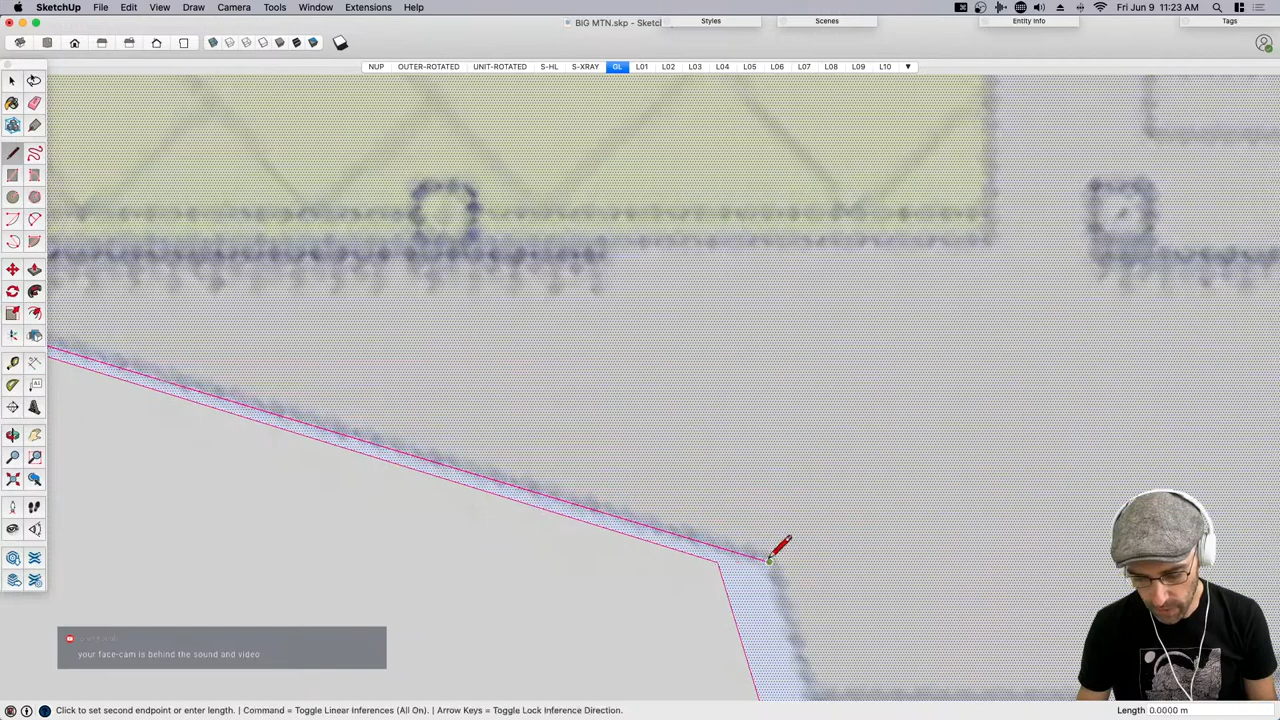 SketchUp File Edit View Camera Draw Tools Window Extensions Help
Fri Jun 9 11:23 AM
BIG MTN.skp - Sketc
Styles
Scenes
Entity Info
Tags
NUP OUTER-ROTATED UNIT-ROTATED S-HL S-XRAY GL L01 L02 L03 L04 L05 L06 L07 L08 L09 L10
your face-cam is behind the sound and video
Click to set second endpoint or enter length. | Command = Toggle Linear Inferences (All On). | Arrow Keys = Toggle Lock Inference Direction.
Length 0.0000 m